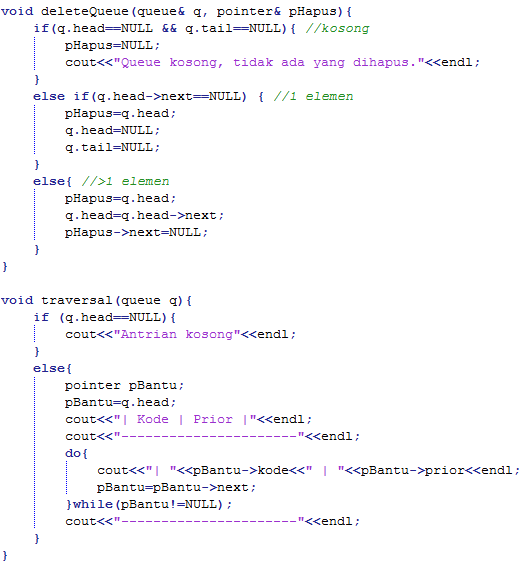 void deleteQueue(queue& q, pointer& pHapus){
    if(q.head==NULL && q.tail==NULL){ //kosong
        pHapus=NULL;
        cout<<"Queue kosong, tidak ada yang dihapus."<<endl;
    }
    else if(q.head->next==NULL) { //1 elemen
        pHapus=q.head;
        q.head=NULL;
        q.tail=NULL;
    }
    else{ //>1 elemen
        pHapus=q.head;
        q.head=q.head->next;
        pHapus->next=NULL;
    }
}

void traversal(queue q){
    if (q.head==NULL){
        cout<<"Antrian kosong"<<endl;
    }
    else{
        pointer pBantu;
        pBantu=q.head;
        cout<<"| Kode | Prior |"<<endl;
        cout<<"----------------------"<<endl;
        do{
            cout<<"| "<<pBantu->kode<<" | "<<pBantu->prior<<endl;
            pBantu=pBantu->next;
        }while(pBantu!=NULL);
        cout<<"----------------------"<<endl;
    }
}